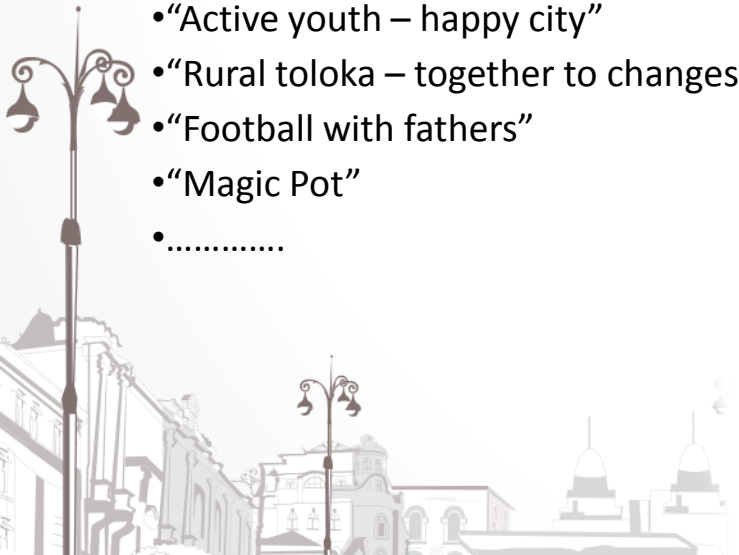 •“Active youth – happy city”
•“Rural toloka – together to changes
•“Football with fathers”
•“Magic Pot”
•………….